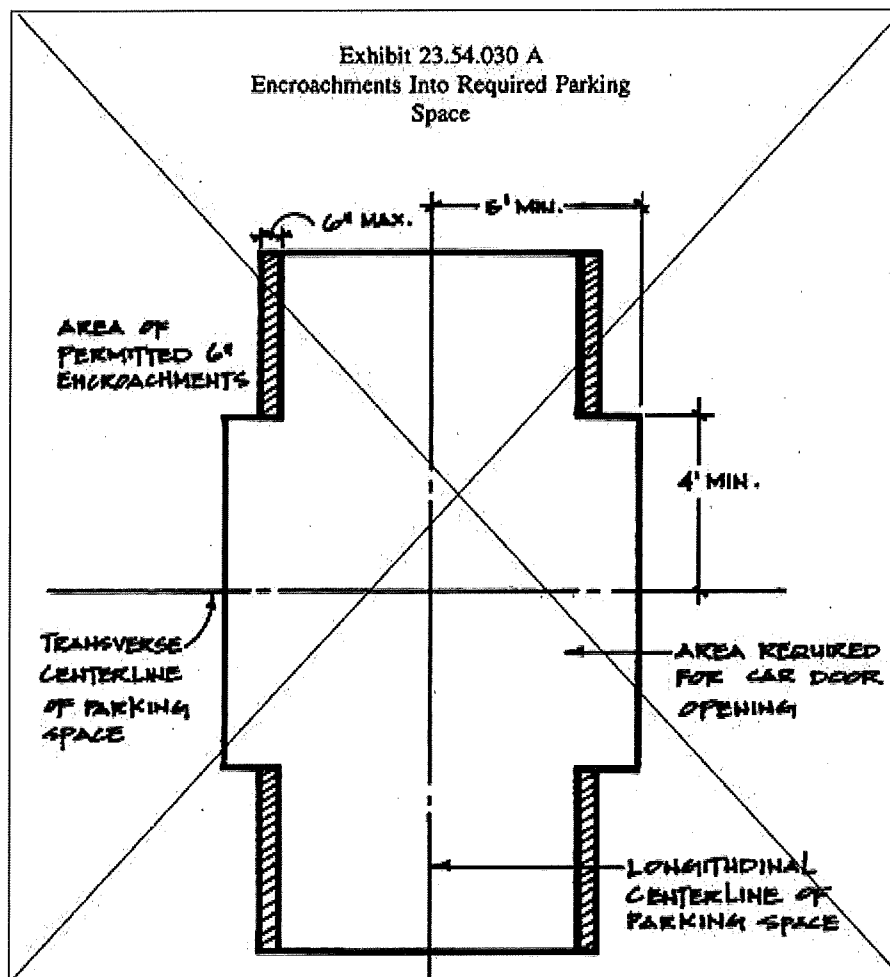 Exhibit 23.54.030 A
Encroachments Into Required Parking
Space
6" MAX.
5' MIN.
AREA OF
PERMITTED 6"
ENCROACHMENTS
4' MIN.
TRANSVERSE
CENTERLINE
OF PARKING
SPACE
AREA REQUIRED
FOR CAR DOOR
OPENING
LONGITUDINAL
CENTERLINE OF
PARKING SPACE